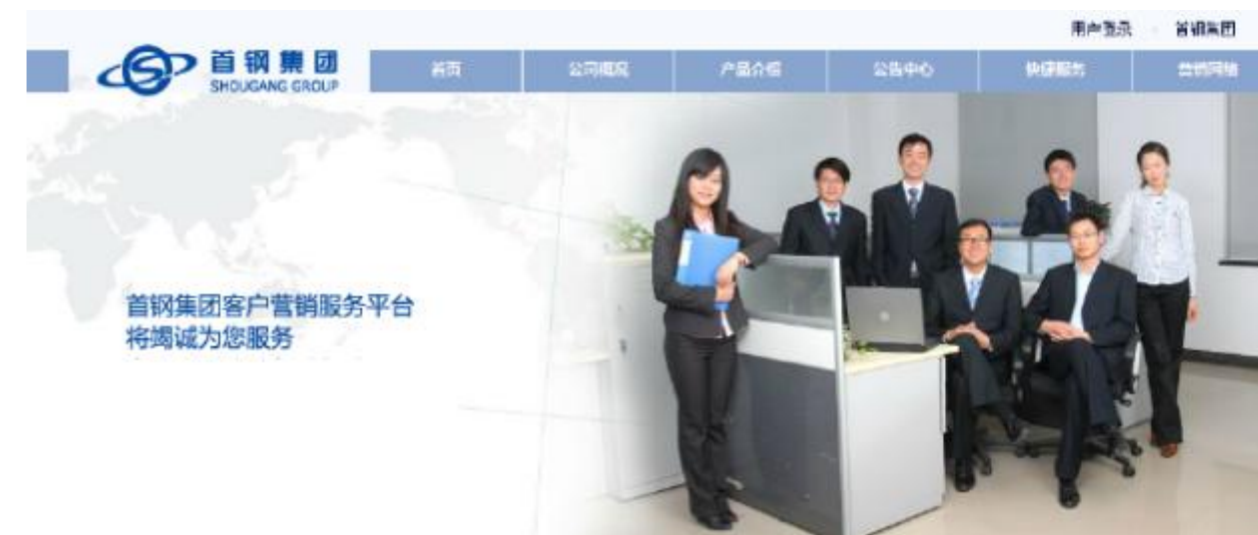 用户登录 首钢集团
首钢集团
SHOUGANG GROUP
首页 公司概况 产品介绍 公告中心 快捷服务 营销网络
首钢集团客户营销服务平台
将竭诚为您服务